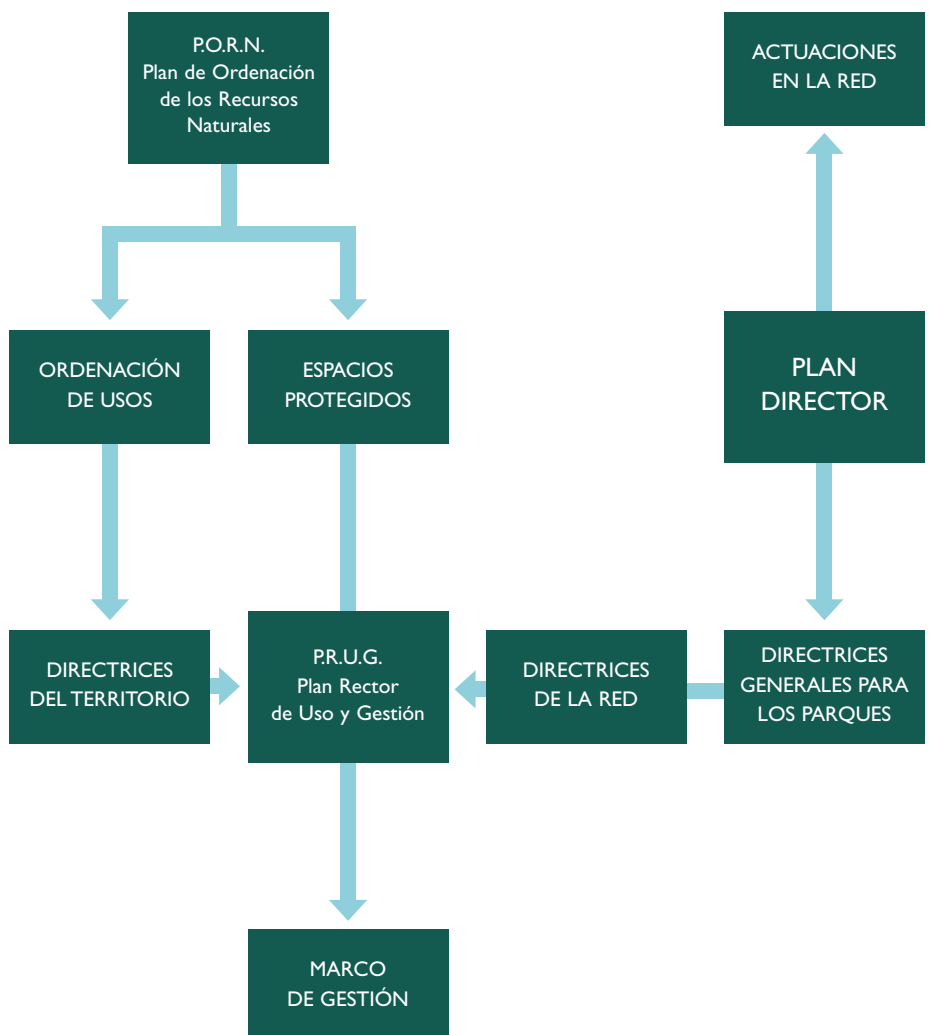 P.O.R.N.
Plan de Ordenación
de los Recursos
Naturales
ACTUACIONES
EN LA RED
ORDENACIÓN
DE USOS
ESPACIOS
PROTEGIDOS
PLAN
DIRECTOR
DIRECTRICES
DEL TERRITORIO
P.R.U.G.
Plan Rector
de Uso y Gestión
DIRECTRICES
DE LA RED
DIRECTRICES
GENERALES PARA
LOS PARQUES
MARCO
DE GESTIÓN